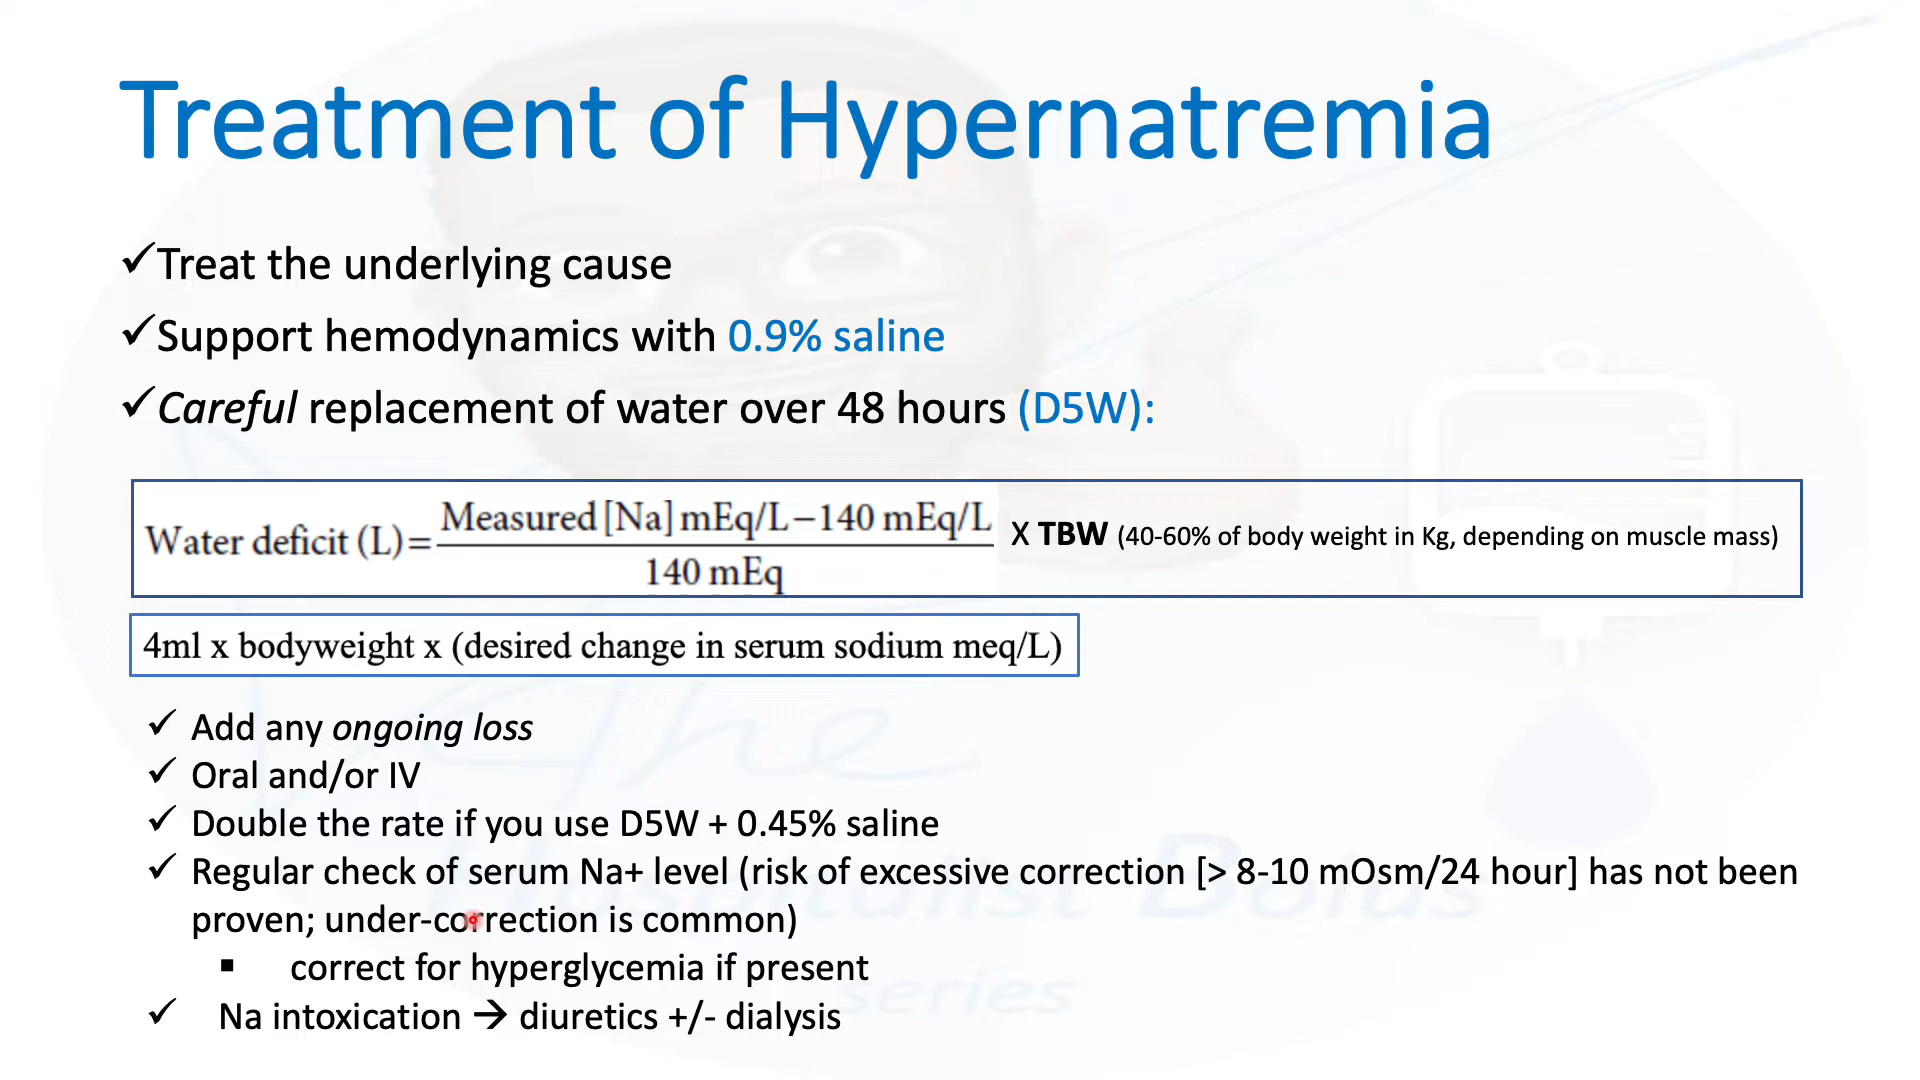 Treatment of Hypernatremia
✓Treat the underlying cause
✓Support hemodynamics with 0.9% saline
✓Careful replacement of water over 48 hours (D5W):
Water deficit (L)= Measured [Na] mEq/L−140 mEq/L / 140 mEq X TBW (40-60% of body weight in Kg, depending on muscle mass)
4ml x bodyweight x (desired change in serum sodium meq/L)
✓ Add any ongoing loss
✓ Oral and/or IV
✓ Double the rate if you use D5W + 0.45% saline
✓ Regular check of serum Na+ level (risk of excessive correction [> 8-10 mOsm/24 hour] has not been
proven; under-correction is common)
▪ correct for hyperglycemia if present
✓ Na intoxication → diuretics +/- dialysis
The
Hospitalist Bolus
series